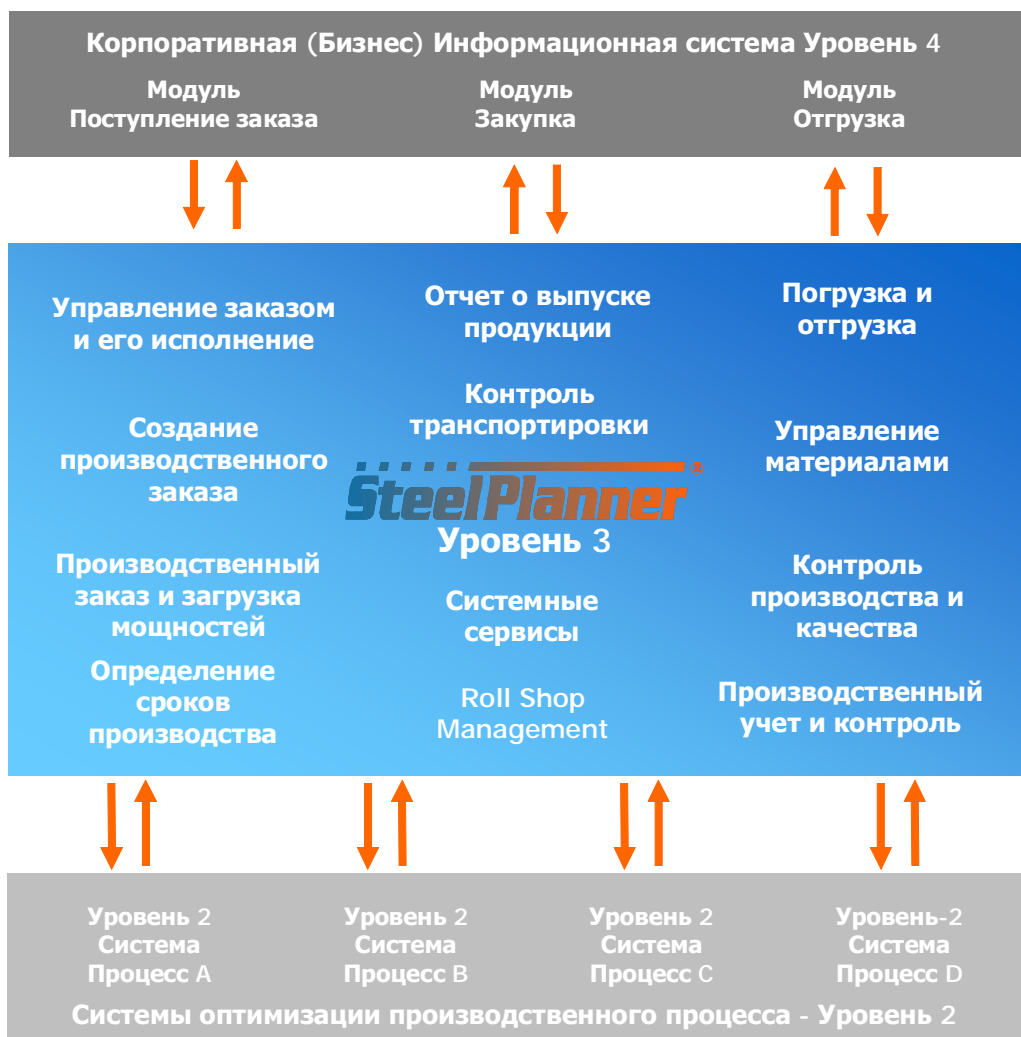 Корпоративная (Бизнес) Информационная система Уровень 4
Модуль
Поступление заказа
Модуль
Закупка
Модуль
Отгрузка
Управление заказом
и его исполнение
Отчет о выпуске
продукции
Погрузка и
отгрузка
Контроль
транспортировки
Создание
производственного
заказа
Управление
материалами
SteelPlanner
Уровень 3
Производственный
заказ и загрузка
мощностей
Системные
сервисы
Контроль
производства и
качества
Определение
сроков
производства
Roll Shop
Management
Производственный
учет и контроль
Уровень 2
Система
Процесс A
Уровень 2
Система
Процесс B
Уровень 2
Система
Процесс C
Уровень-2
Система
Процесс D
Системы оптимизации производственного процесса - Уровень 2